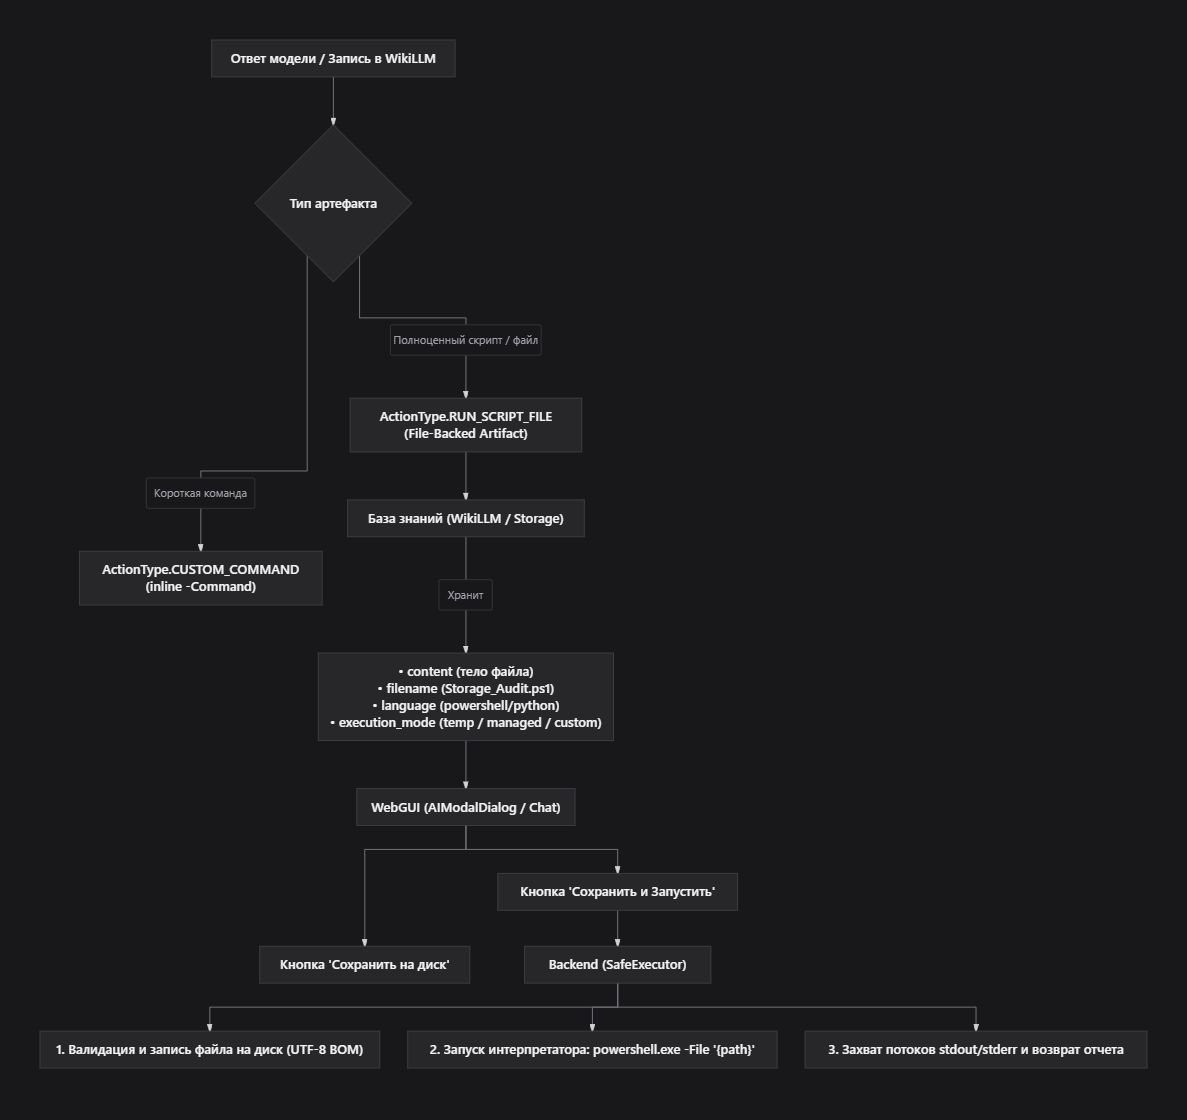 Ответ модели / Запись в WikiLLM
Тип артефакта
Полноценный скрипт / файл
ActionType.RUN_SCRIPT_FILE
(File-Backed Artifact)
Короткая команда
База знаний (WikiLLM / Storage)
ActionType.CUSTOM_COMMAND
(inline -Command)
Хранит
• content (тело файла)
• filename (Storage_Audit.ps1)
• language (powershell/python)
• execution_mode (temp / managed / custom)
WebGUI (AIModalDialog / Chat)
Кнопка 'Сохранить и Запустить'
Кнопка 'Сохранить на диск'
Backend (SafeExecutor)
1. Валидация и запись файла на диск (UTF-8 BOM)
2. Запуск интерпретатора: powershell.exe -File '{path}'
3. Захват потоков stdout/stderr и возврат отчета